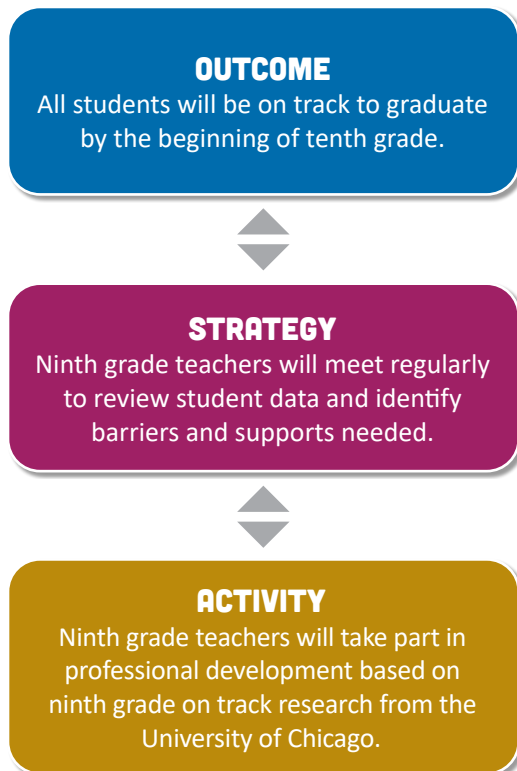 OUTCOME
All students will be on track to graduate
by the beginning of tenth grade.
STRATEGY
Ninth grade teachers will meet regularly
to review student data and identify
barriers and supports needed.
ACTIVITY
Ninth grade teachers will take part in
professional development based on
ninth grade on track research from the
University of Chicago.